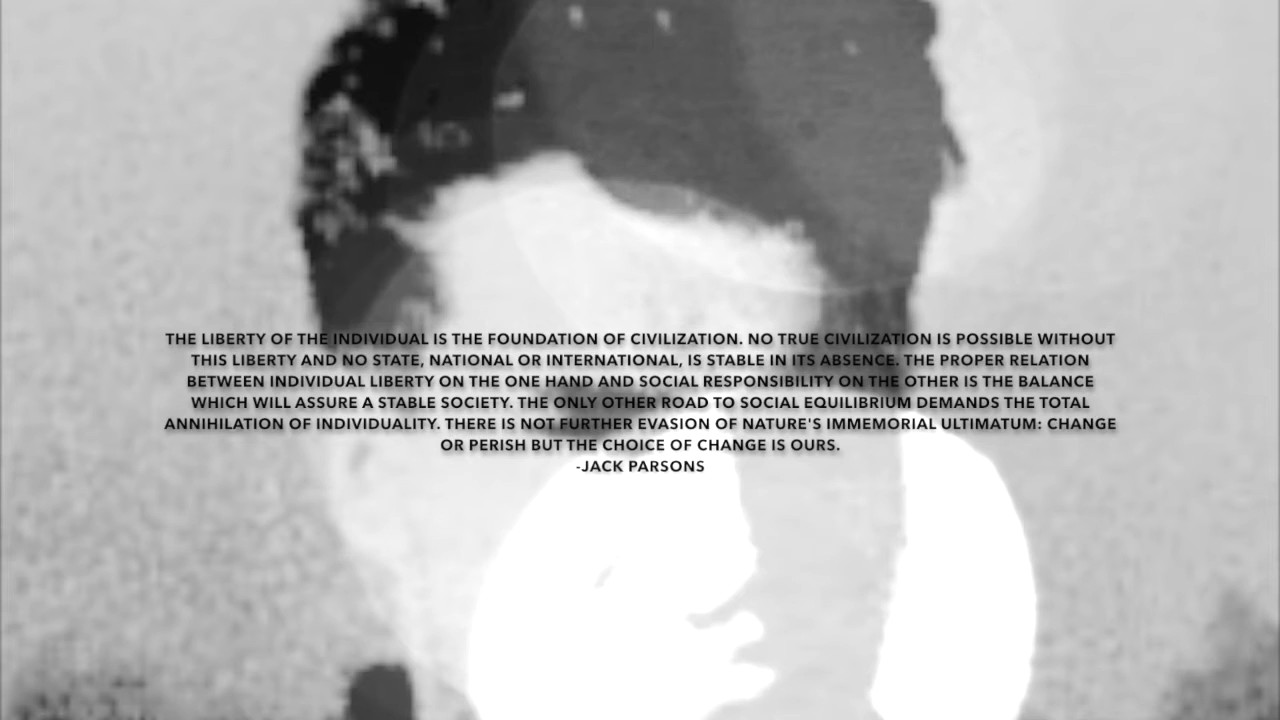 THE LIBERTY OF THE INDIVIDUAL IS THE FOUNDATION OF CIVILIZATION. NO TRUE CIVILIZATION IS POSSIBLE WITHOUT
THIS LIBERTY AND NO STATE, NATIONAL OR INTERNATIONAL, IS STABLE IN ITS ABSENCE. THE PROPER RELATION
BETWEEN INDIVIDUAL LIBERTY ON THE ONE HAND AND SOCIAL RESPONSIBILITY ON THE OTHER IS THE BALANCE
WHICH WILL ASSURE A STABLE SOCIETY. THE ONLY OTHER ROAD TO SOCIAL EQUILIBRIUM DEMANDS THE TOTAL
ANNIHILATION OF INDIVIDUALITY. THERE IS NOT FURTHER EVASION OF NATURE'S IMMEMORIAL ULTIMATUM: CHANGE
OR PERISH BUT THE CHOICE OF CHANGE IS OURS.
-JACK PARSONS